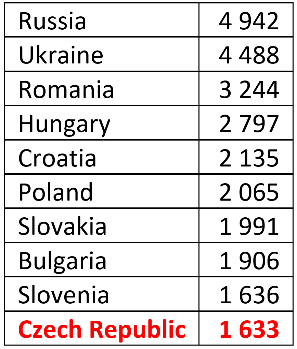 Russia 4 942
Ukraine 4 488
Romania 3 244
Hungary 2 797
Croatia 2 135
Poland 2 065
Slovakia 1 991
Bulgaria 1 906
Slovenia 1 636
Czech Republic 1 633